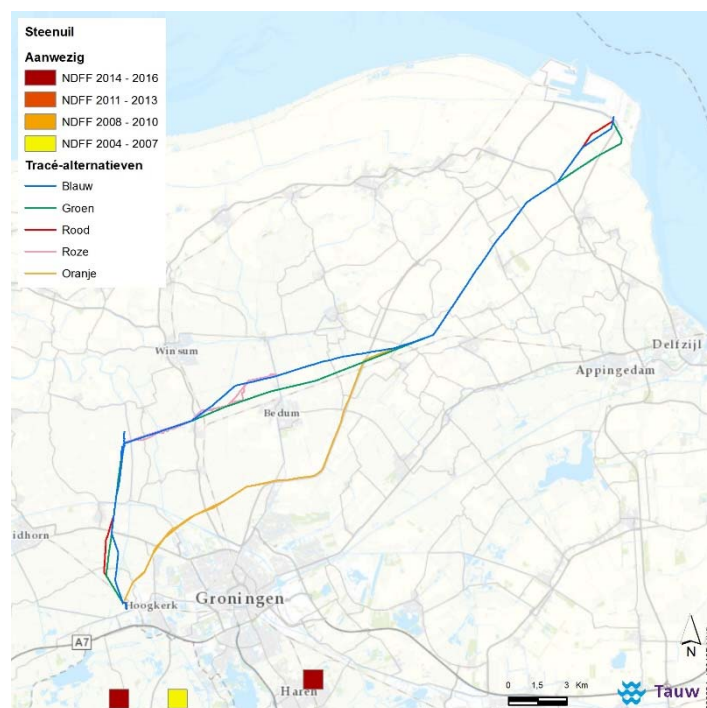 Steenuil
Aanwezig
NDFF 2014 - 2016
NDFF 2011 - 2013
NDFF 2008 - 2010
NDFF 2004 - 2007
Tracé-alternatieven
Blauw
Groen
Rood
Roze
Oranje
Winsum
Delfzijl
Appingedam
Bedum
idhorn
Hoogkerk
Groningen
A7
Haren
N
0 1,5 3 Km
Tauw